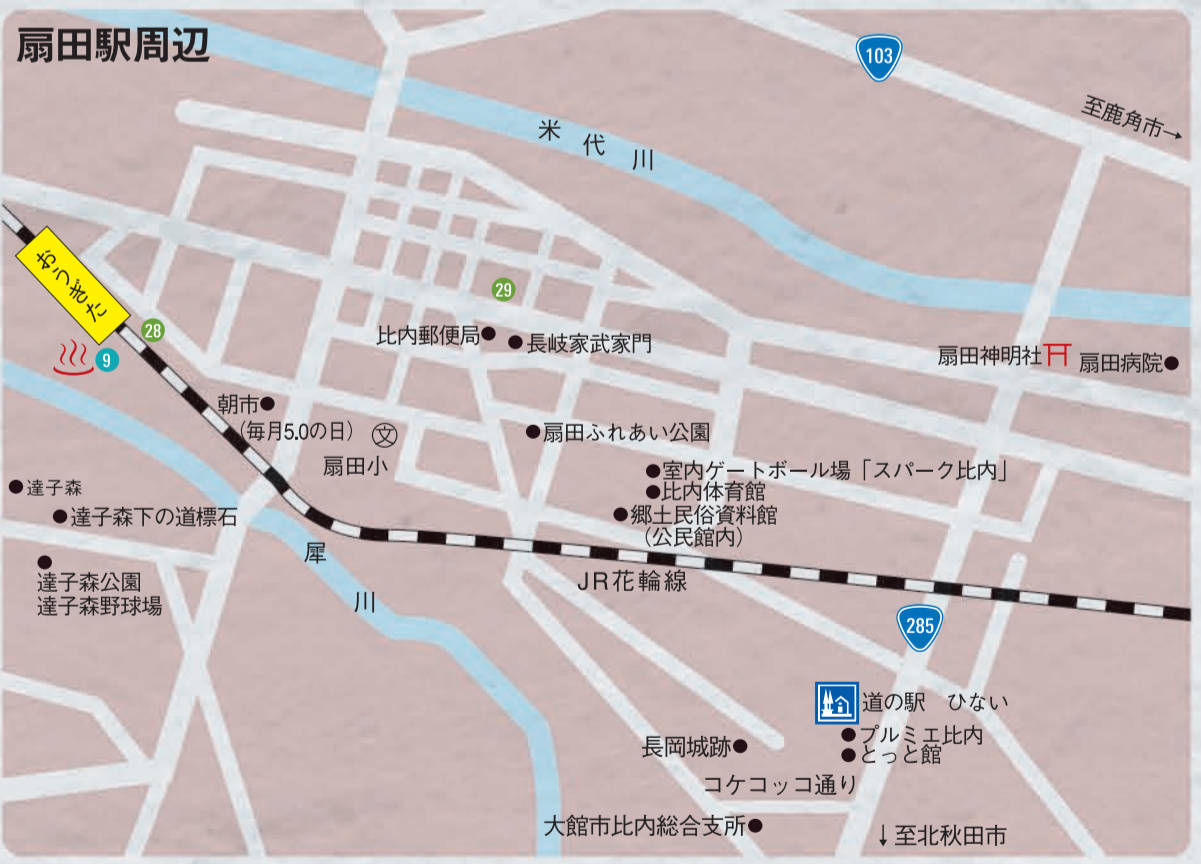 扇田駅周辺
103
至鹿角市→
米代川
おうぎた
28
9
29
比内郵便局
長岐家武家門
扇田神明社
扇田病院
朝市
(毎月5.0の日)
文
扇田小
扇田ふれあい公園
室内ゲートボール場「スパーク比内」
比内体育館
郷土民俗資料館
(公民館内)
達子森
達子森下の道標石
達子森公園
達子森野球場
犀川
JR花輪線
285
道の駅 ひない
プルミエ比内
とっと館
長岡城跡
コケコッコ通り
大館市比内総合支所
↓至北秋田市